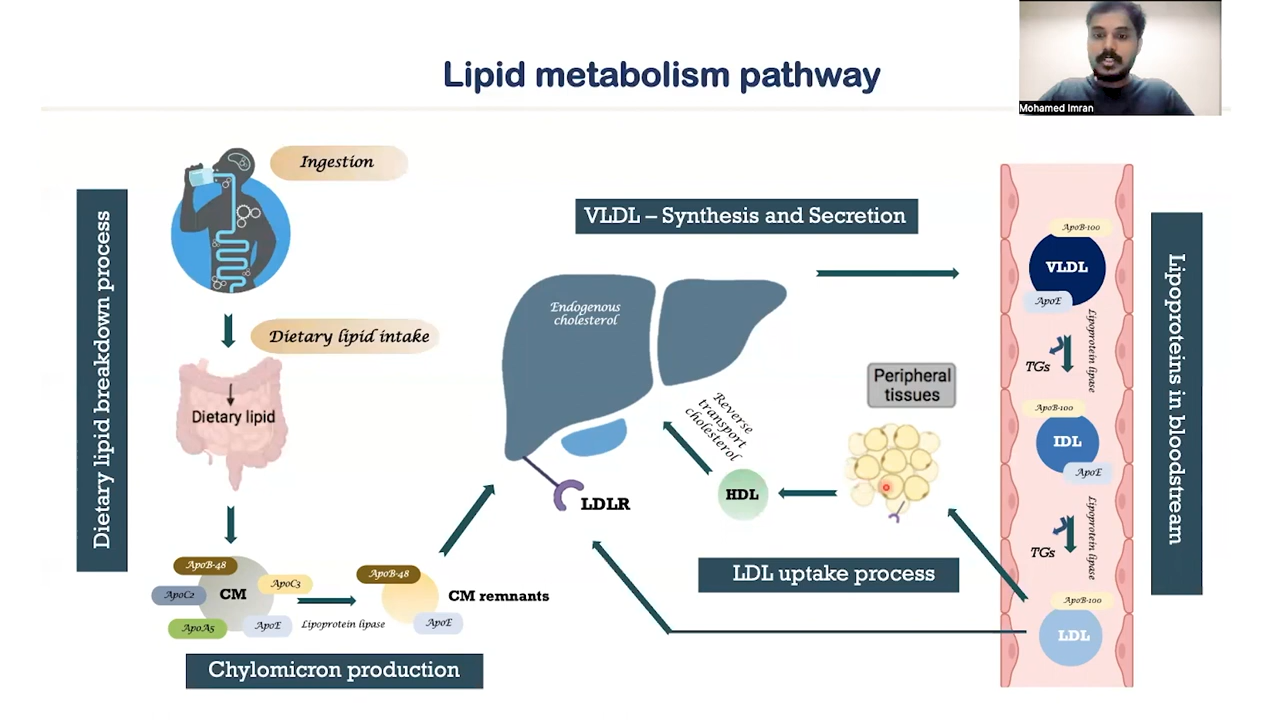 Lipid metabolism pathway
Mohamed Imran
Dietary lipid breakdown process
Ingestion
Dietary lipid intake
Dietary lipid
ApoB-48
ApoC2
CM
ApoC3
ApoA5
ApoE
Lipoprotein lipase
ApoB-48
ApoE
CM remnants
Chylomicron production
VLDL – Synthesis and Secretion
Endogenous
cholesterol
LDLR
Reverse
transport
cholesterol
HDL
Peripheral
tissues
LDL uptake process
ApoB-100
VLDL
ApoE
Lipoprotein lipase
TGs
ApoB-100
IDL
ApoE
Lipoprotein lipase
TGs
ApoB-100
LDL
Lipoproteins in bloodstream